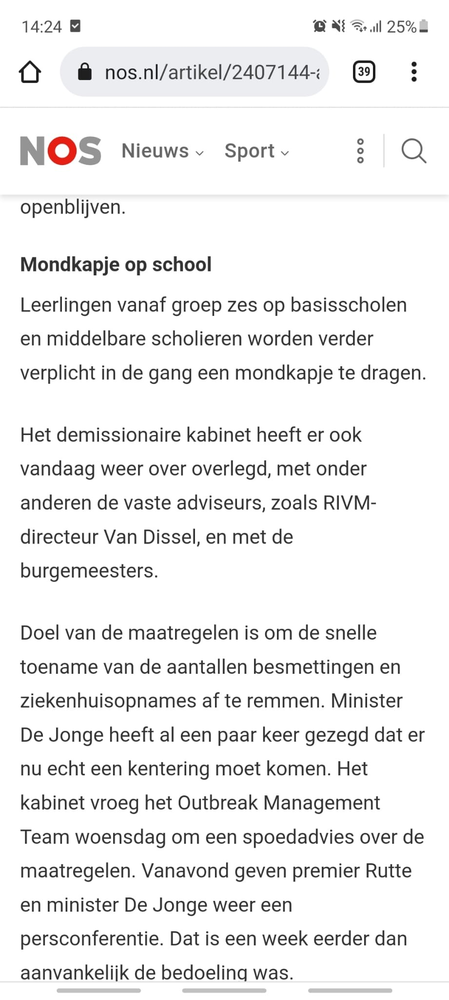 14:24
25%
nos.nl/artikel/2407144-
39
NOS Nieuws Sport
openblijven.
Mondkapje op school
Leerlingen vanaf groep zes op basisscholen
en middelbare scholieren worden verder
verplicht in de gang een mondkapje te dragen.
Het demissionaire kabinet heeft er ook
vandaag weer over overlegd, met onder
anderen de vaste adviseurs, zoals RIVM-
directeur Van Dissel, en met de
burgemeesters.
Doel van de maatregelen is om de snelle
toename van de aantallen besmettingen en
ziekenhuisopnames af te remmen. Minister
De Jonge heeft al een paar keer gezegd dat er
nu echt een kentering moet komen. Het
kabinet vroeg het Outbreak Management
Team woensdag om een spoedadvies over de
maatregelen. Vanavond geven premier Rutte
en minister De Jonge weer een
persconferentie. Dat is een week eerder dan
aanvankelijk de bedoeling was.